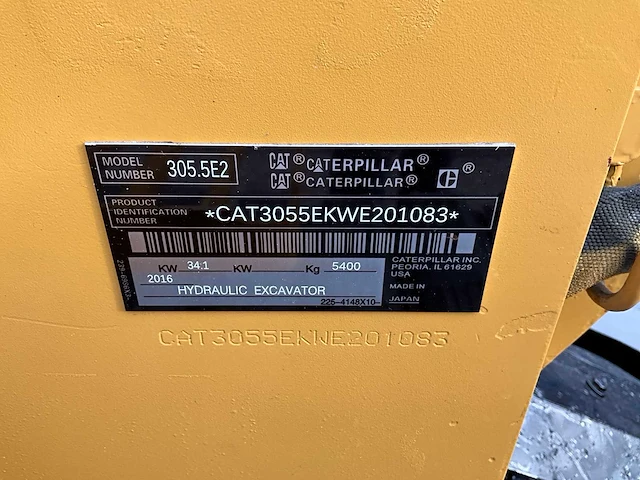 MODEL NUMBER 305.5E2
CAT® CATERPILLAR®
CAT® CATERPILLAR® C®
PRODUCT IDENTIFICATION NUMBER *CAT3055EKWE201083*
KW 34.1 KW Kg 5400
2016
HYDRAULIC EXCAVATOR
225-4148X10-
CATERPILLAR INC.
PEORIA, IL 61629
USA
MADE IN
JAPAN
CAT3055EKWE201083